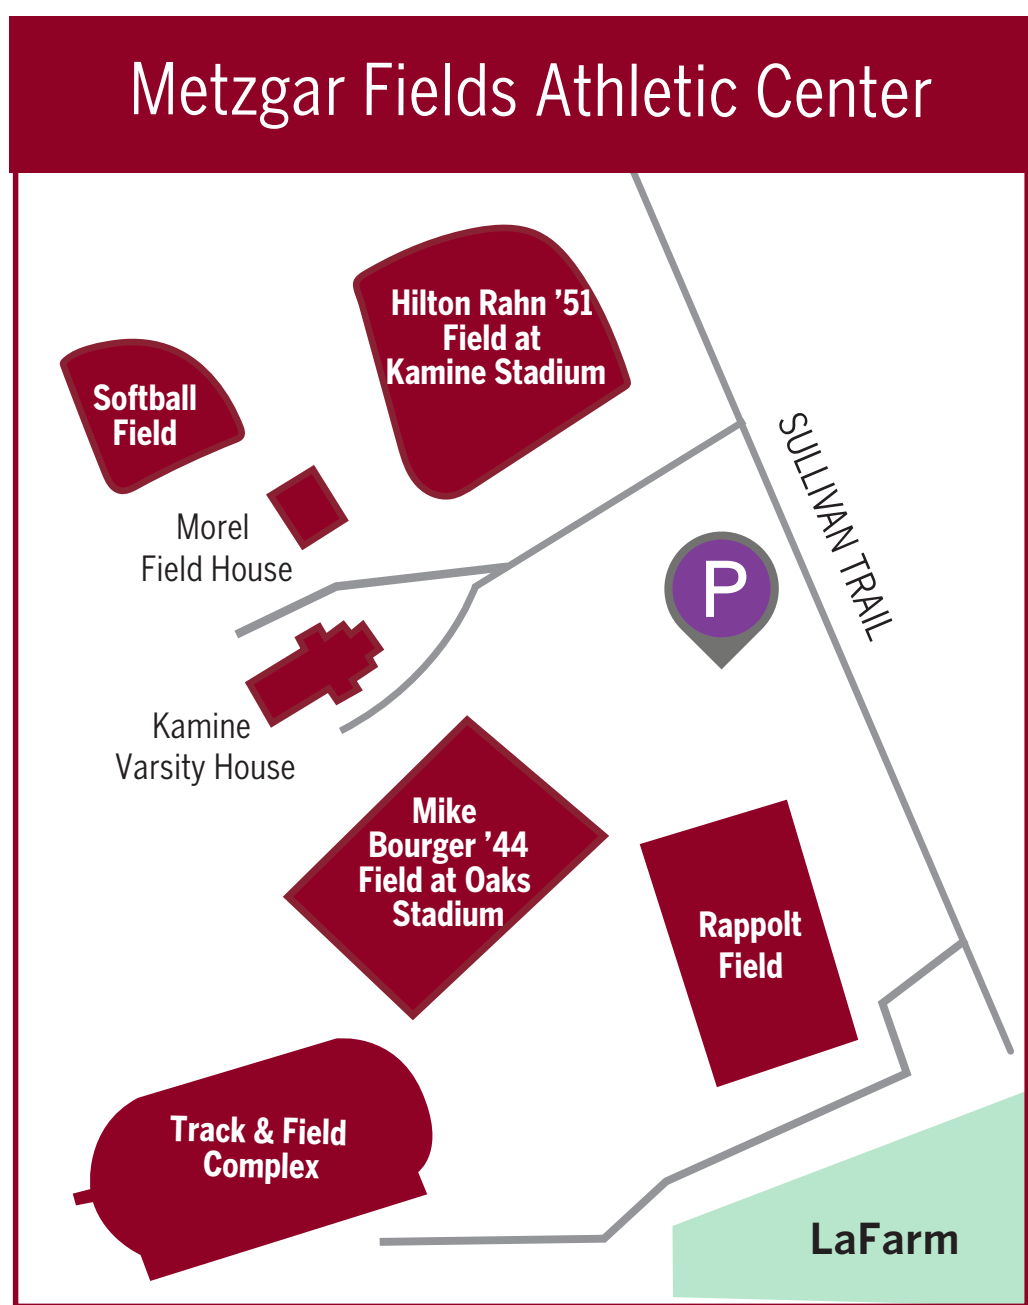 Metzgar Fields Athletic Center
Hilton Rahn ’51
Field at
Kamine Stadium
Softball
Field
SULLIVAN TRAIL
Morel
Field House
P
Kamine
Varsity House
Mike
Bourger ’44
Field at Oaks
Stadium
Rappolt
Field
Track & Field
Complex
LaFarm